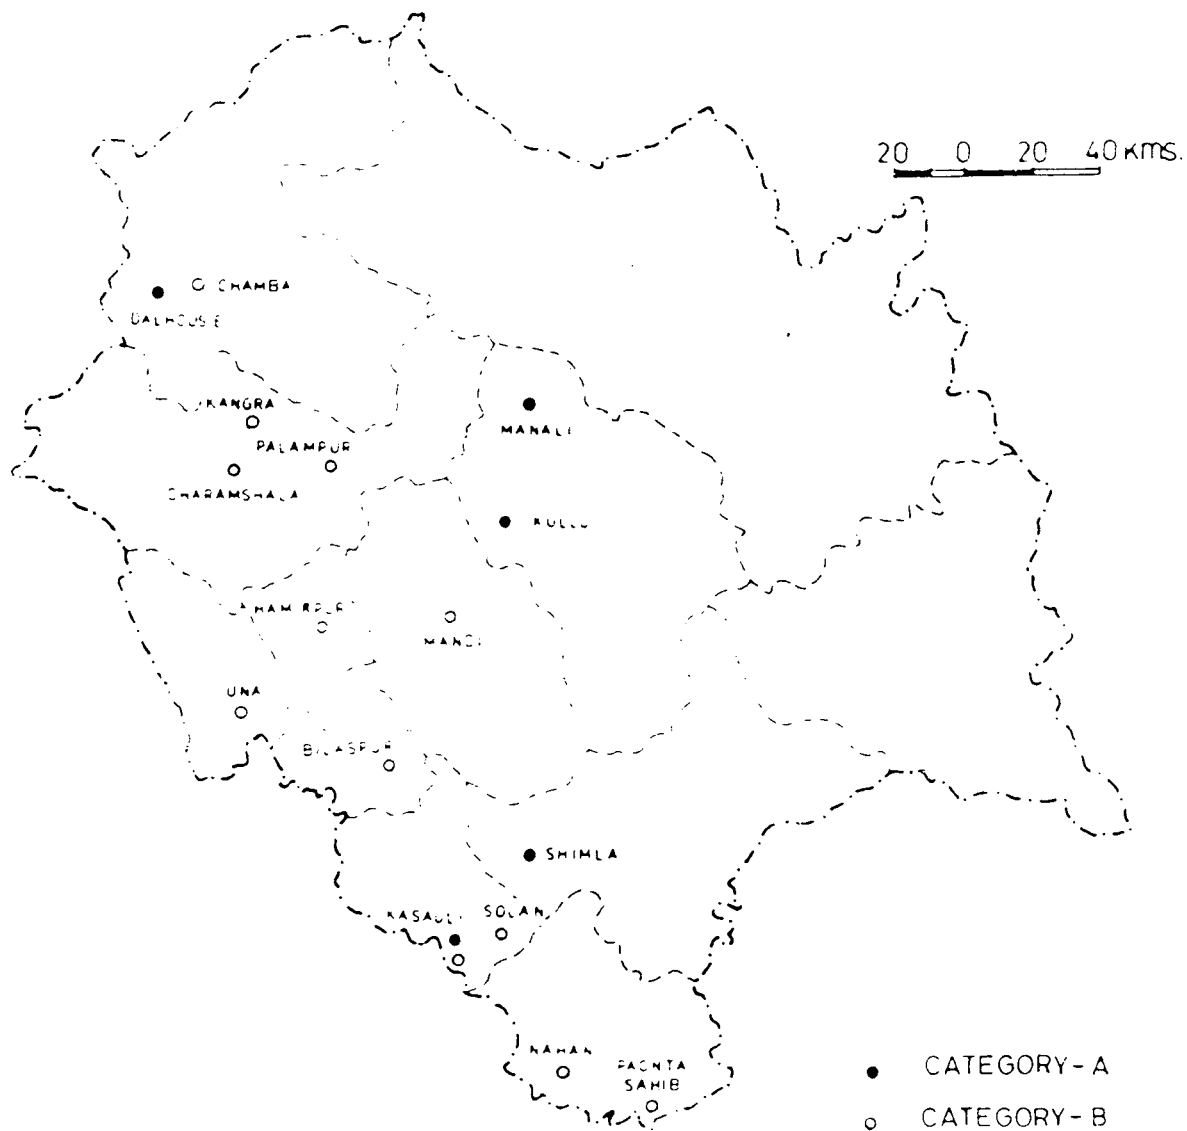 20 0 20 40 KMS.
CHAMBA
DALHOUSIE
KANGRA
MANALI
PALAMPUR
DHARAMSHALA
KULLU
HAMIRPUR
MANDI
UNA
BILASPUR
SHIMLA
KASAULI
SOLAN
NAHAN
PAONTA
SAHIB
CATEGORY-A
CATEGORY-B